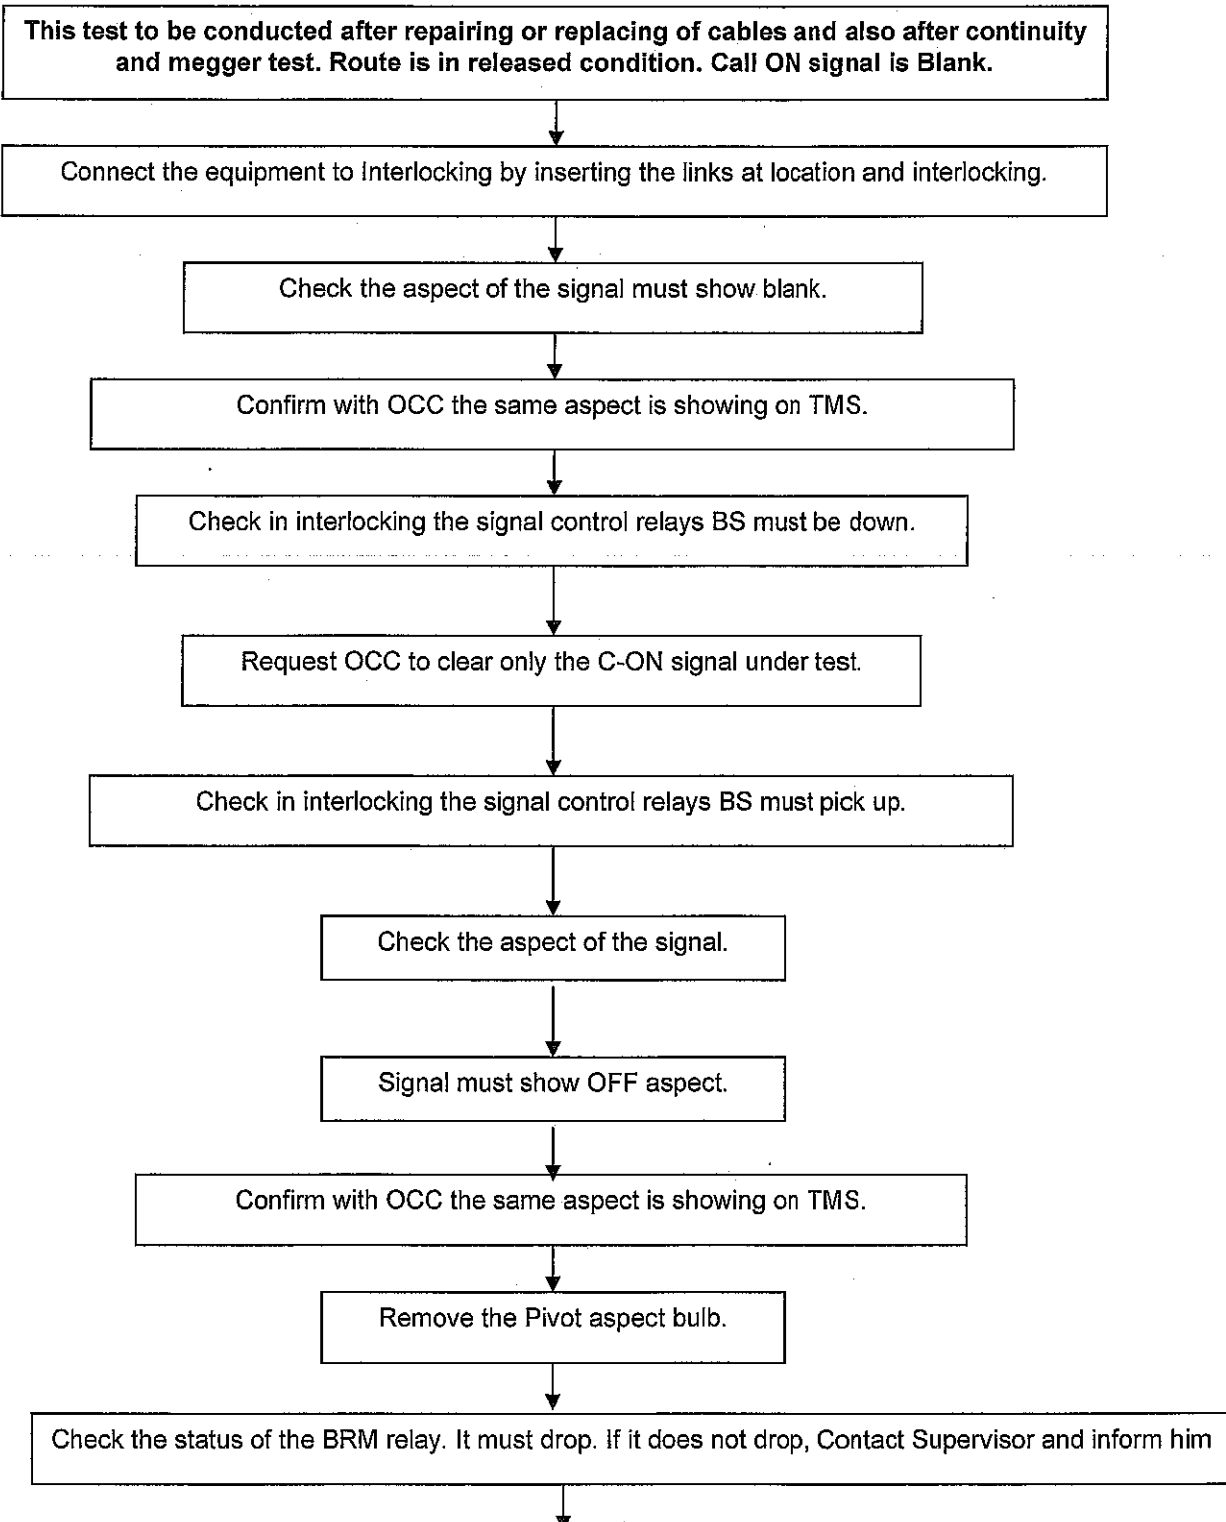 This test to be conducted after repairing or replacing of cables and also after continuity
and megger test. Route is in released condition. Call ON signal is Blank.
Connect the equipment to Interlocking by inserting the links at location and interlocking.
Check the aspect of the signal must show blank.
Confirm with OCC the same aspect is showing on TMS.
Check in interlocking the signal control relays BS must be down.
Request OCC to clear only the C-ON signal under test.
Check in interlocking the signal control relays BS must pick up.
Check the aspect of the signal.
Signal must show OFF aspect.
Confirm with OCC the same aspect is showing on TMS.
Remove the Pivot aspect bulb.
Check the status of the BRM relay. It must drop. If it does not drop, Contact Supervisor and inform him